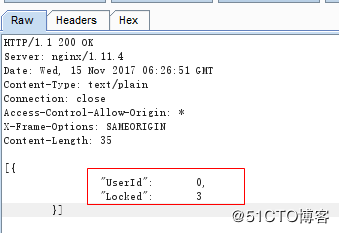 Raw Headers Hex
HTTP/1.1 200 OK
Server: nginx/1.11.4
Date: Wed, 15 Nov 2017 06:26:51 GMT
Content-Type: text/plain
Connection: close
Access-Control-Allow-Origin: *
X-Frame-Options: SAMEORIGIN
Content-Length: 35
[{
"UserId": 0,
"Locked": 3
}]
@51CTO博客